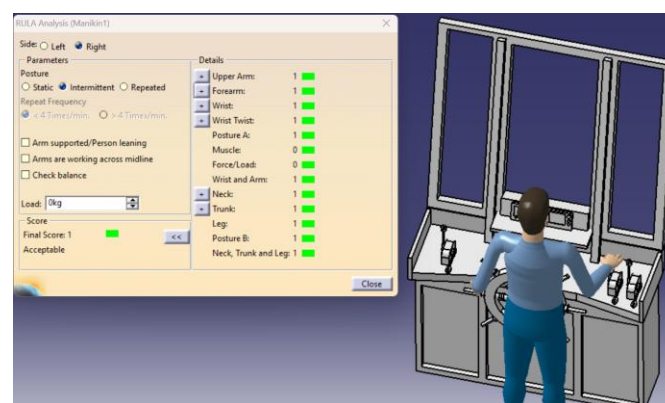 RULA Analysis (Manikin1)
Side: Left Right
Parameters
Posture
Static Intermittent Repeated
Repeat Frequency
< 4 Times/min. > 4 Times/min.
Arm supported/Person leaning
Arms are working across midline
Check balance
Load: 0kg
Score
Final Score: 1
<<
Acceptable
Details
+ Upper Arm: 1
+ Forearm: 1
+ Wrist: 1
+ Wrist Twist: 1
Posture A: 1
Muscle: 0
Force/Load: 0
Wrist and Arm: 1
+ Neck: 1
+ Trunk: 1
Leg: 1
Posture B: 1
Neck, Trunk and Leg: 1
Close